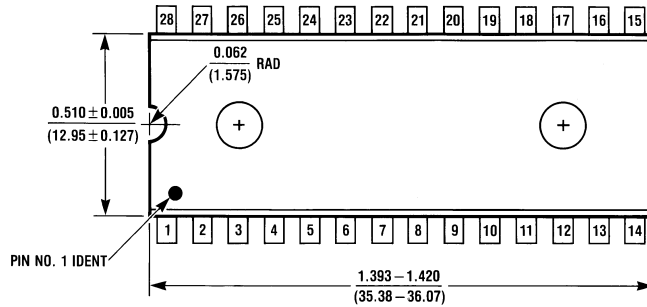 28 27 26 25 24 23 22 21 20 19 18 17 16 15
0.062
(1.575)
RAD
0.510 ± 0.005
(12.95 ± 0.127)
1 2 3 4 5 6 7 8 9 10 11 12 13 14
PIN NO. 1 IDENT
1.393 – 1.420
(35.38 – 36.07)